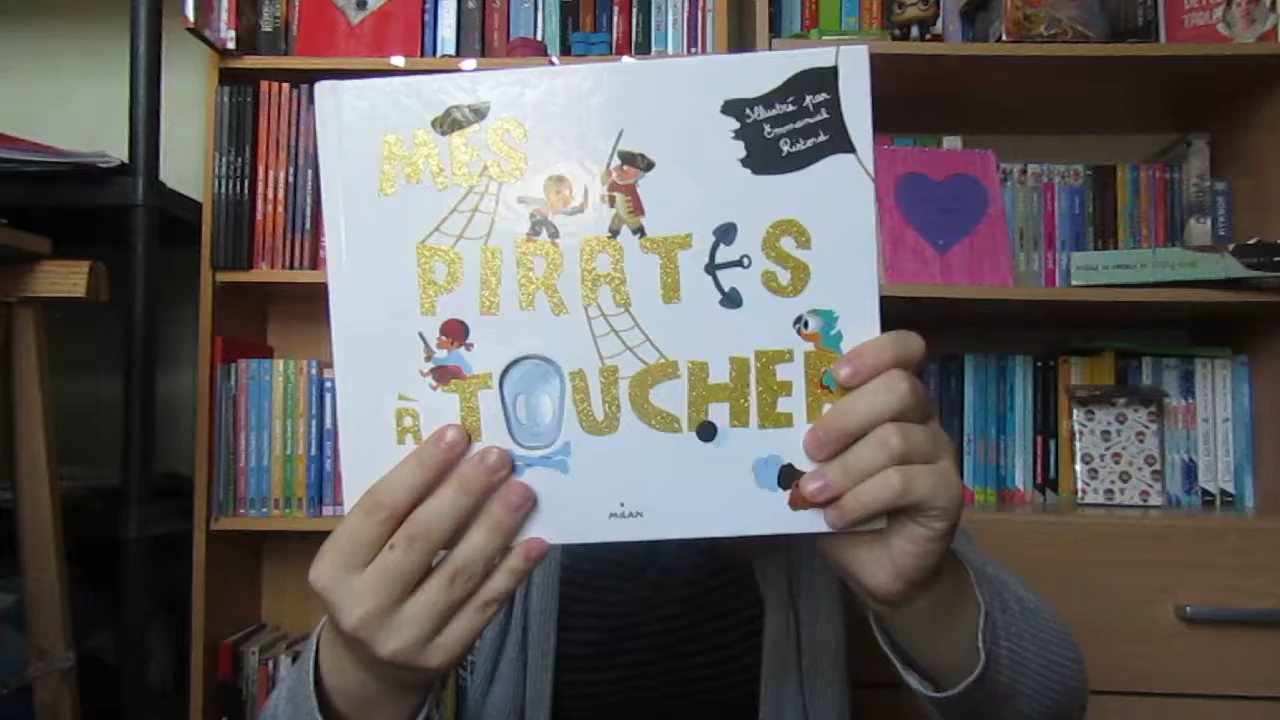 Illustré par
Emmanuel
Ristord
MES
PIRATES
À TOUCHER
MILAN